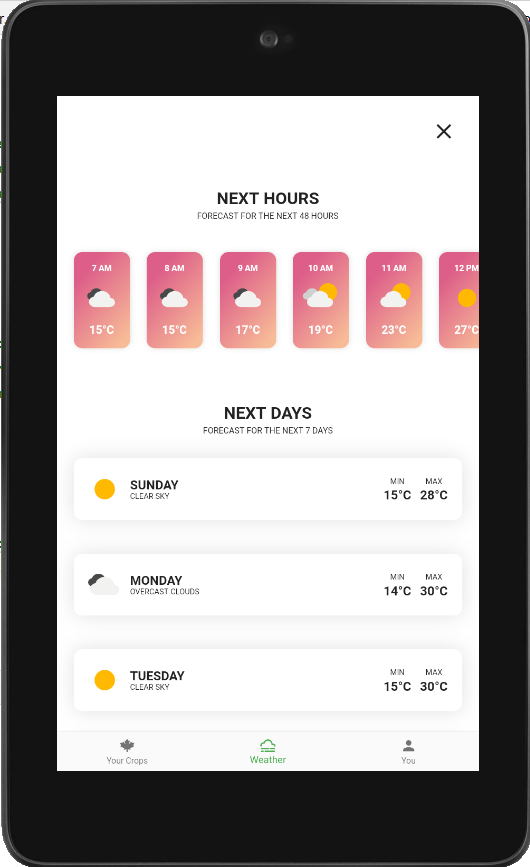 NEXT HOURS
FORECAST FOR THE NEXT 48 HOURS
7 AM 8 AM 9 AM 10 AM 11 AM 12 PM
15°C 15°C 17°C 19°C 23°C 27°C
NEXT DAYS
FORECAST FOR THE NEXT 7 DAYS
SUNDAY
CLEAR SKY
MIN MAX
15°C 28°C
MONDAY
OVERCAST CLOUDS
MIN MAX
14°C 30°C
TUESDAY
CLEAR SKY
MIN MAX
15°C 30°C
Your Crops Weather You